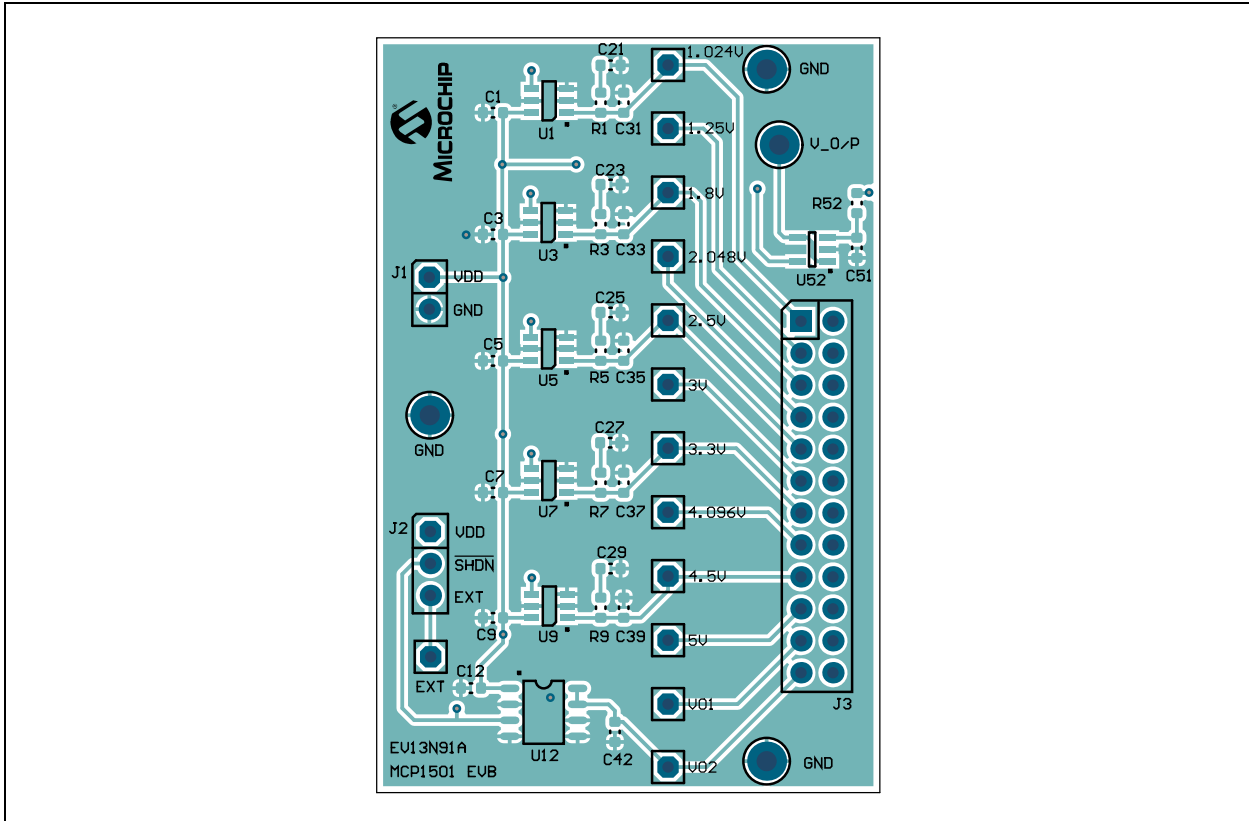 C21
1.024V
GND
C1
U1
R1
C31
1.25V
V_O/P
®
MICROCHIP
C23
1.8V
R52
C3
U3
R3
C33
2.048V
C51
U52
J1
VDD
GND
C25
2.5V
C5
U5
R5
C35
3V
GND
C27
3.3V
C7
U7
R7
C37
4.096V
J2
VDD
SHDN
EXT
C29
4.5V
C9
U9
R9
C39
5V
EXT
C12
VO1
J3
U12
C42
VO2
GND
EV13N91A
MCP1501 EVB